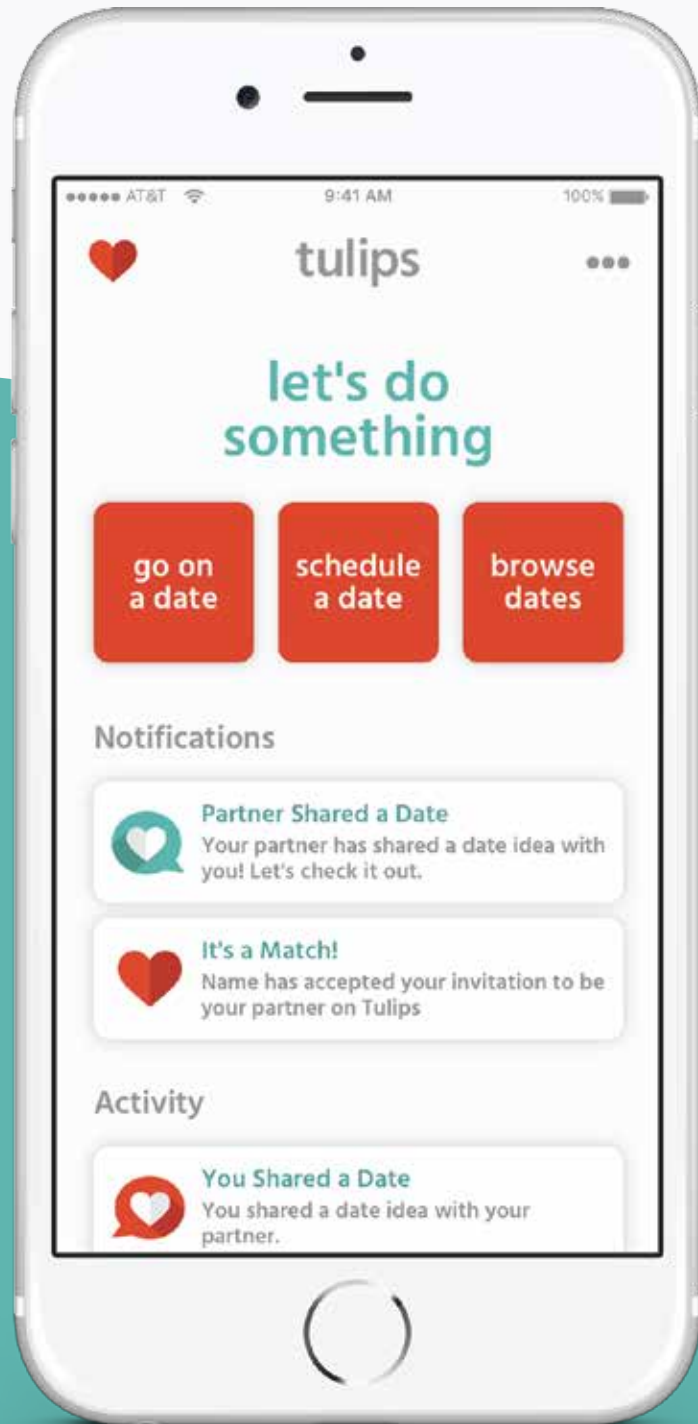 AT&T 9:41 AM 100%
tulips
let's do
something
go on
a date
schedule
a date
browse
dates
Notifications
Partner Shared a Date
Your partner has shared a date idea with
you! Let's check it out.
It's a Match!
Name has accepted your invitation to be
your partner on Tulips
Activity
You Shared a Date
You shared a date idea with your
partner.